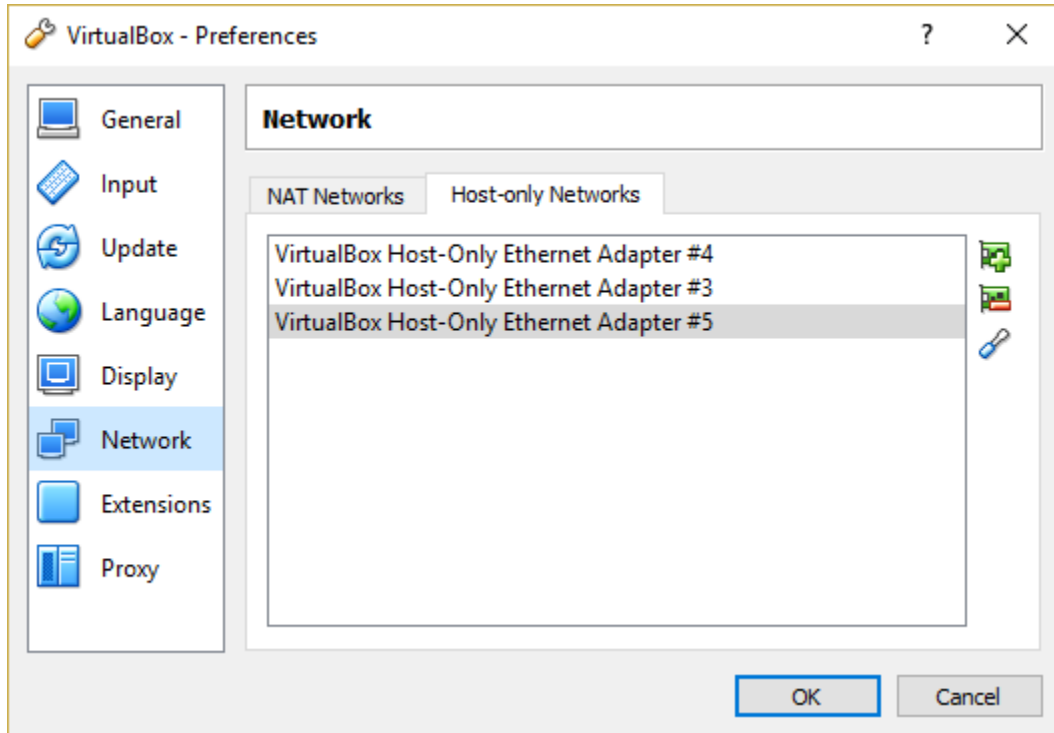 VirtualBox - Preferences
?
General
Input
Update
Language
Display
Network
Extensions
Proxy
Network
NAT Networks
Host-only Networks
VirtualBox Host-Only Ethernet Adapter #4
VirtualBox Host-Only Ethernet Adapter #3
VirtualBox Host-Only Ethernet Adapter #5
OK
Cancel